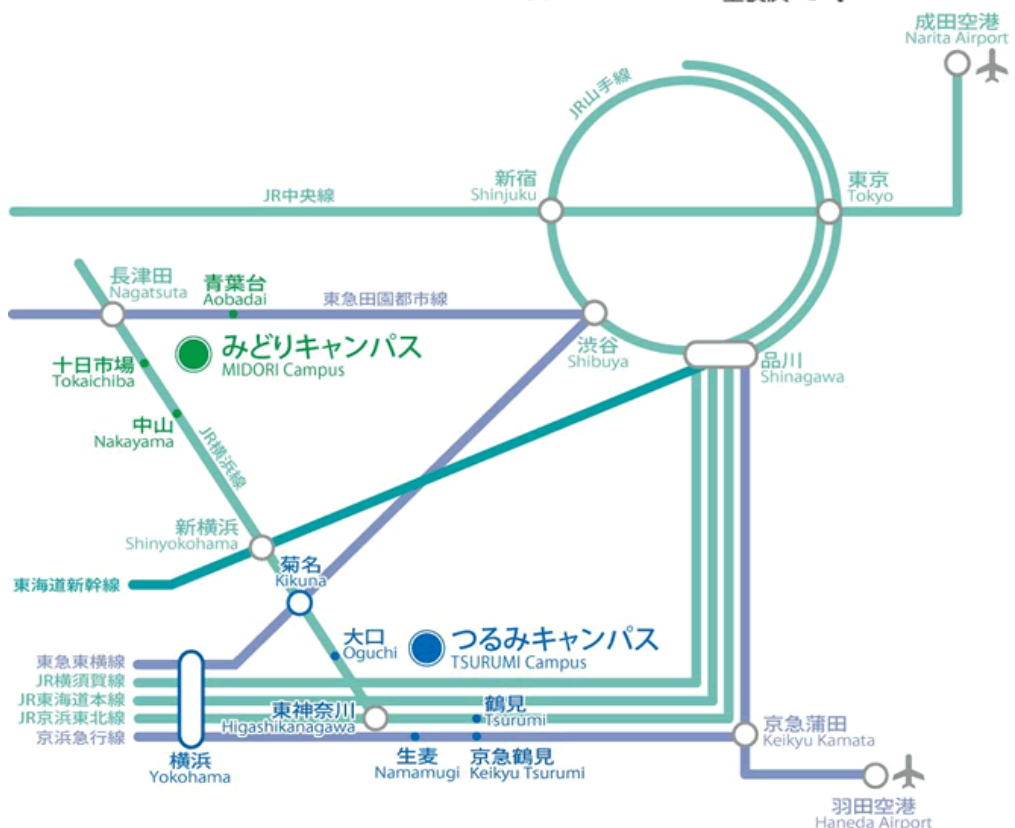 成田空港
Narita Airport
JR山手線
新宿
Shinjuku
東京
Tokyo
JR中央線
長津田
Nagatsuta
青葉台
Aobadai
東急田園都市線
渋谷
Shibuya
品川
Shinagawa
みどりキャンパス
MIDORI Campus
十日市場
Tokaichiba
中山
Nakayama
JR横浜線
新横浜
Shinyokohama
東海道新幹線
菊名
Kikuna
大口
Oguchi
つるみキャンパス
TSURUMI Campus
東急東横線
JR横須賀線
JR東海道本線
JR京浜東北線
京浜急行線
東神奈川
Higashikanagawa
鶴見
Tsurumi
京急蒲田
Keikyu Kamata
横浜
Yokohama
生麦
Namamugi
京急鶴見
Keikyu Tsurumi
羽田空港
Haneda Airport